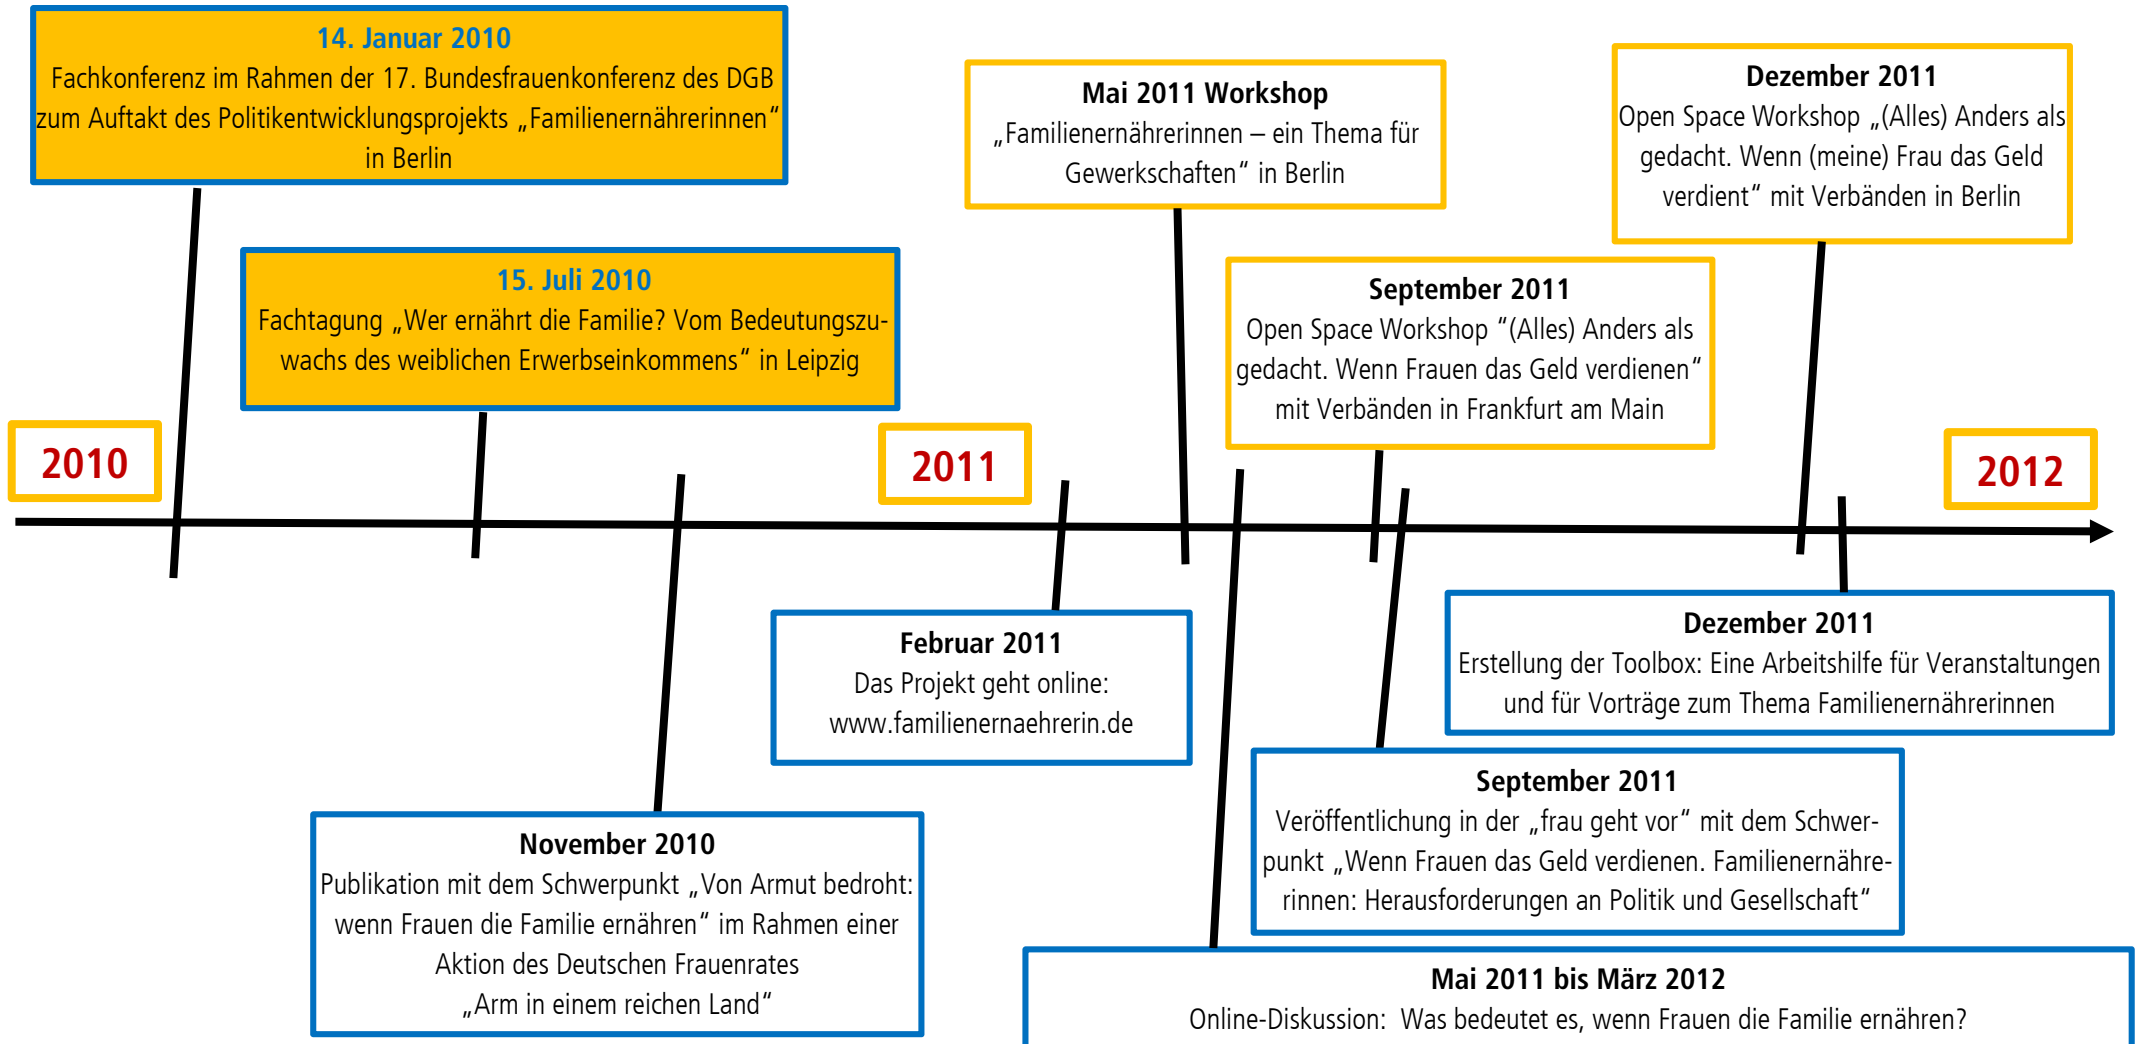 14. Januar 2010
Fachkonferenz im Rahmen der 17. Bundesfrauenkonferenz des DGB
zum Auftakt des Politikentwicklungsprojekts „Familienernährerinnen“
in Berlin
Mai 2011 Workshop
„Familienernährerinnen – ein Thema für
Gewerkschaften“ in Berlin
Dezember 2011
Open Space Workshop „(Alles) Anders als
gedacht. Wenn (meine) Frau das Geld
verdient“ mit Verbänden in Berlin
15. Juli 2010
Fachtagung „Wer ernährt die Familie? Vom Bedeutungszu-
wachs des weiblichen Erwerbseinkommens“ in Leipzig
September 2011
Open Space Workshop “(Alles) Anders als
gedacht. Wenn Frauen das Geld verdienen“
mit Verbänden in Frankfurt am Main
2010
2011
2012
Februar 2011
Das Projekt geht online:
www.familienernaehrerin.de
Dezember 2011
Erstellung der Toolbox: Eine Arbeitshilfe für Veranstaltungen
und für Vorträge zum Thema Familienernährerinnen
September 2011
Veröffentlichung in der „frau geht vor“ mit dem Schwer-
punkt „Wenn Frauen das Geld verdienen. Familienernähre-
rinnen: Herausforderungen an Politik und Gesellschaft“
November 2010
Publikation mit dem Schwerpunkt „Von Armut bedroht:
wenn Frauen die Familie ernähren“ im Rahmen einer
Aktion des Deutschen Frauenrates
„Arm in einem reichen Land“
Mai 2011 bis März 2012
Online-Diskussion: Was bedeutet es, wenn Frauen die Familie ernähren?